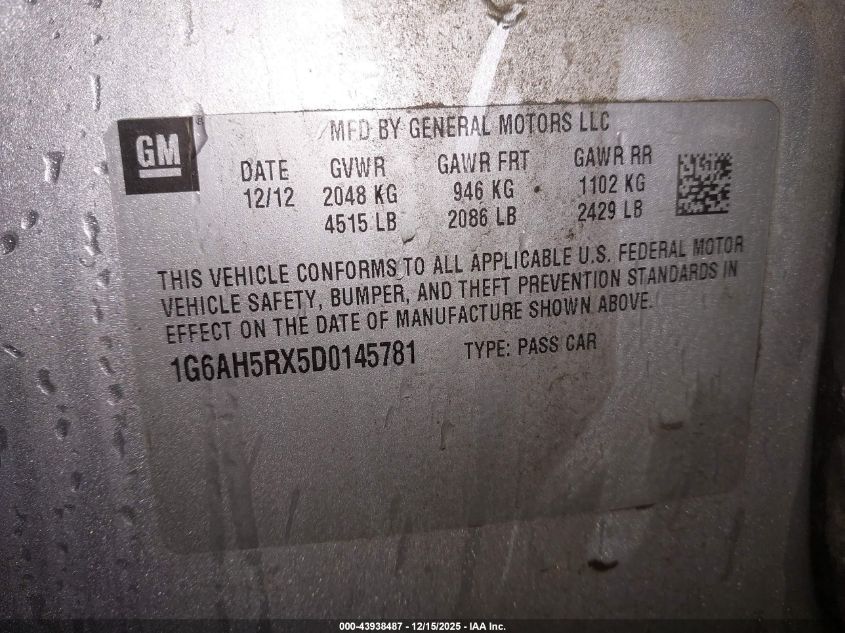 GM
MFD BY GENERAL MOTORS LLC
DATE GVWR GAWR FRT GAWR RR
12/12 2048 KG 946 KG 1102 KG
4515 LB 2086 LB 2429 LB
THIS VEHICLE CONFORMS TO ALL APPLICABLE U.S. FEDERAL MOTOR
VEHICLE SAFETY, BUMPER, AND THEFT PREVENTION STANDARDS IN
EFFECT ON THE DATE OF MANUFACTURE SHOWN ABOVE.
1G6AH5RX5D0145781 TYPE: PASS CAR
000-43938487 - 12/15/2025 - IAA Inc.